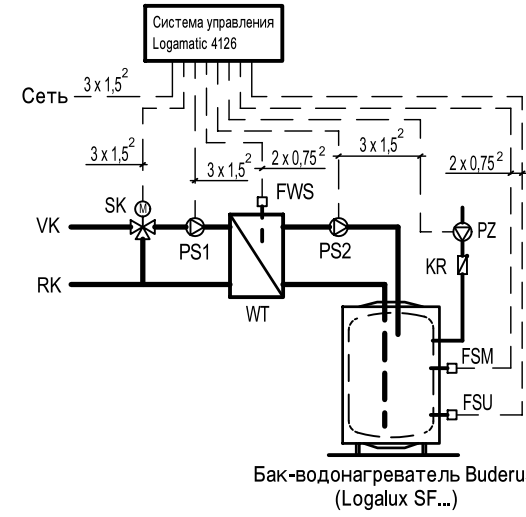 Система управления
Logamatic 4126
Сеть
3 x 1,5²
3 x 1,5²
3 x 1,5²
2 x 0,75²
3 x 1,5²
2 x 0,75²
SK
M
FWS
VK
PS1
PS2
PZ
KR
RK
WT
FSM
FSU
Бак-водонагреватель Buderu
(Logalux SF...)